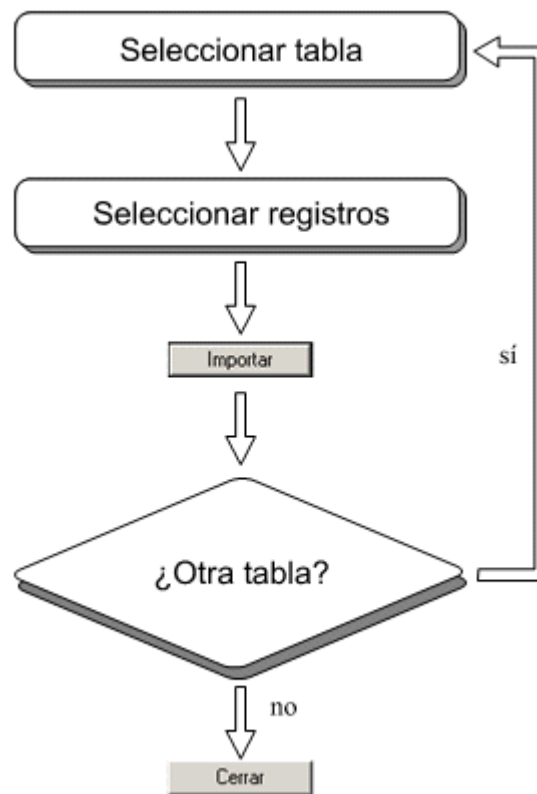 Seleccionar tabla
Seleccionar registros
Importar
sí
¿Otra tabla?
no
Cerrar